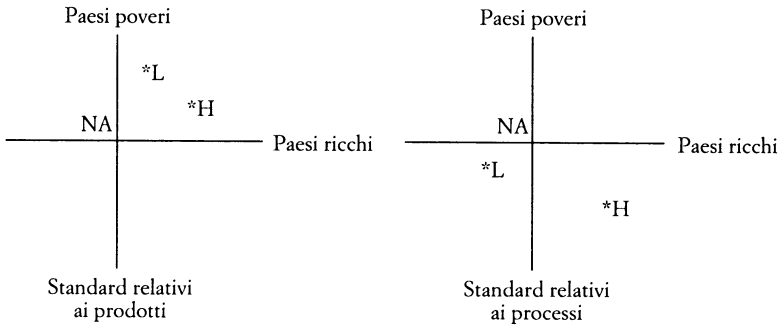 Paesi poveri
*L
*H
NA
Paesi ricchi
Standard relativi
ai prodotti
Paesi poveri
NA
Paesi ricchi
*L
*H
Standard relativi
ai processi